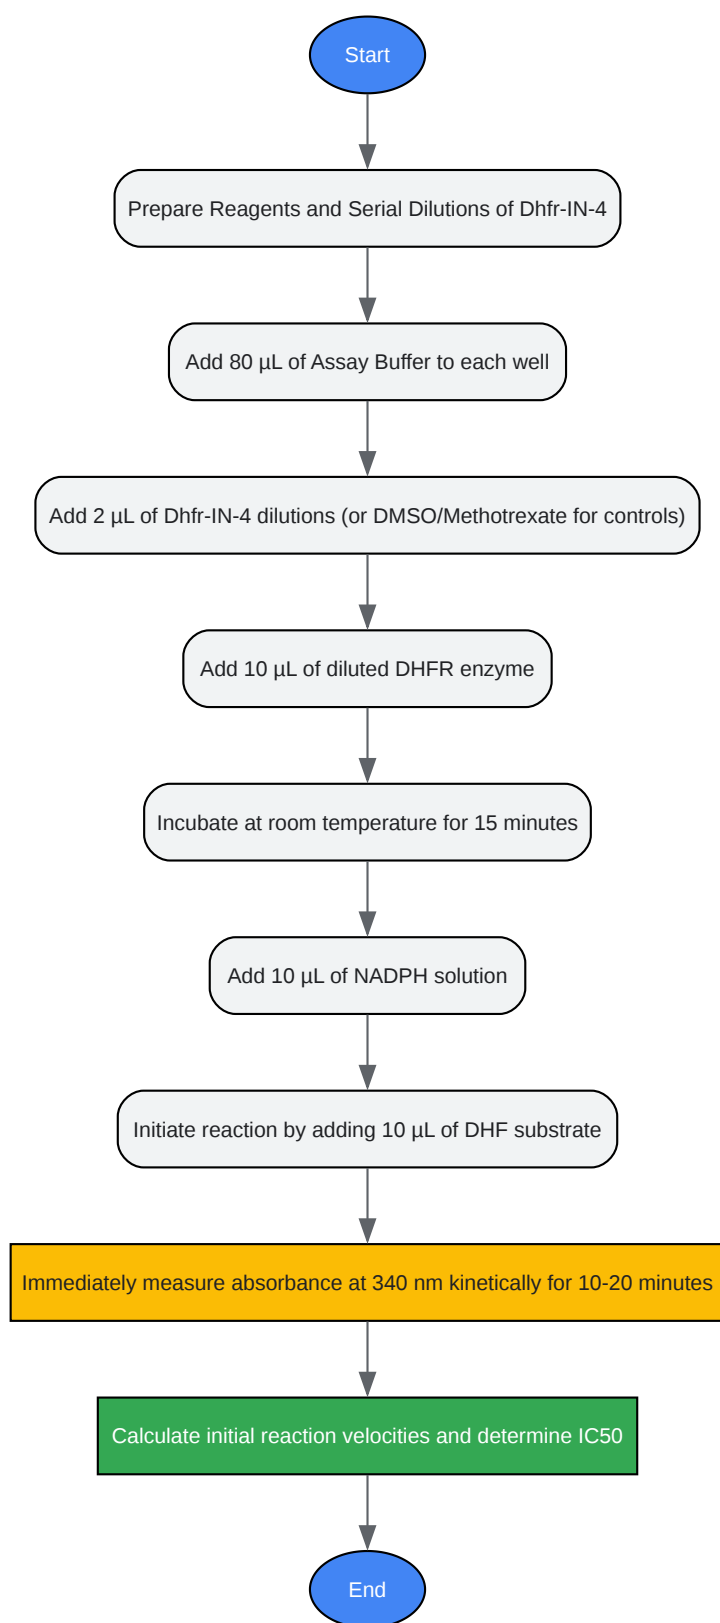 Start
Prepare Reagents and Serial Dilutions of Dhfr-IN-4
Add 80 µL of Assay Buffer to each well
Add 2 µL of Dhfr-IN-4 dilutions (or DMSO/Methotrexate for controls)
Add 10 µL of diluted DHFR enzyme
Incubate at room temperature for 15 minutes
Add 10 µL of NADPH solution
Initiate reaction by adding 10 µL of DHF substrate
Immediately measure absorbance at 340 nm kinetically for 10-20 minutes
Calculate initial reaction velocities and determine IC50
End